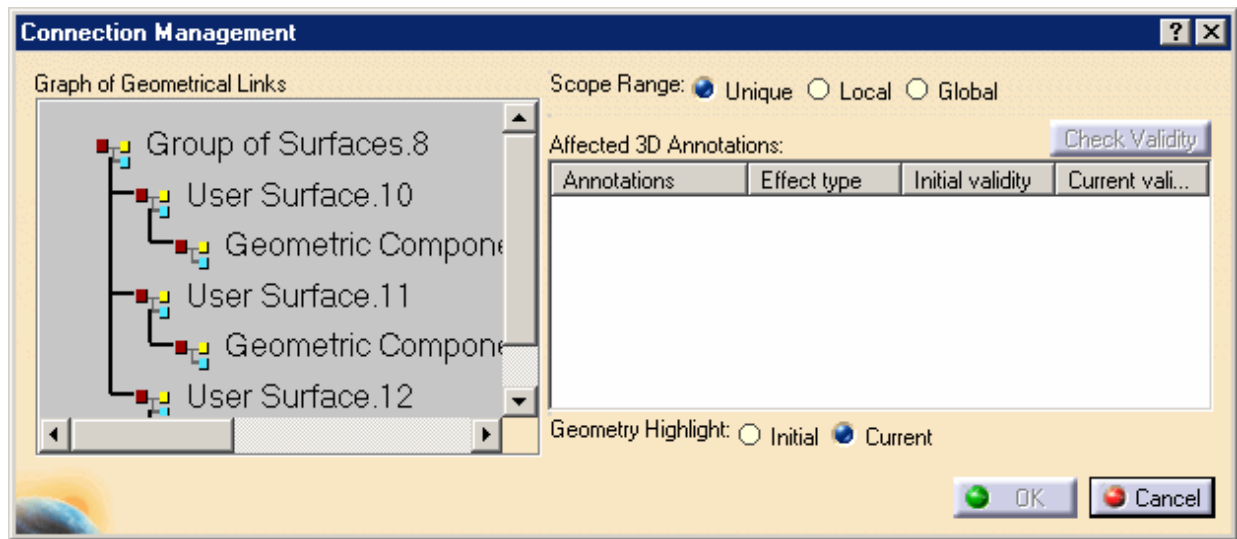 Connection Management
Graph of Geometrical Links
Group of Surfaces.8
User Surface.10
Geometric Compone
User Surface.11
Geometric Compone
User Surface.12
Scope Range: Unique Local Global
Check Validity
Affected 3D Annotations:
Annotations Effect type Initial validity Current vali...
Geometry Highlight: Initial Current
OK Cancel